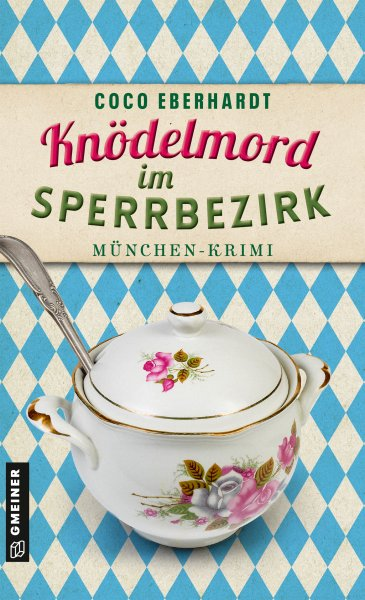 COCO EBERHARDT
Knödelmord
im
SPERRBEZIRK
MÜNCHEN-KRIMI
GMEINER